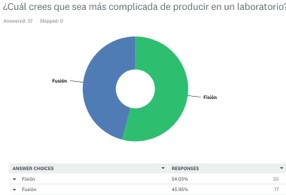 ¿Cuál crees que sea más complicada de producir en un laboratorio?
Answered: 37 Skipped: 0
Fusión
Fisión
ANSWER CHOICES RESPONSES
Fisión 54.05% 20
Fusión 45.95% 17